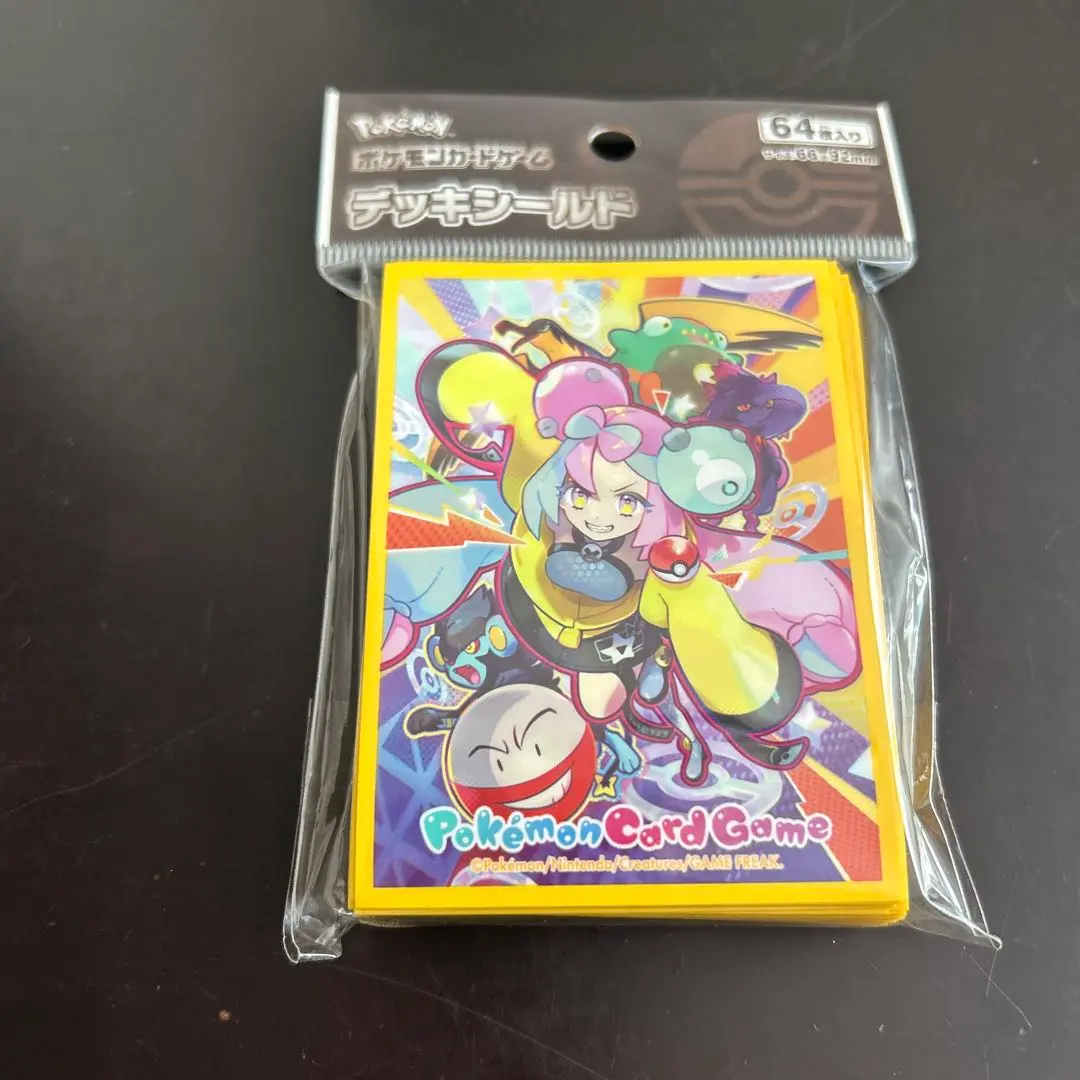 POKÉMON™
ポケモンカードゲーム
デッキシールド
64枚入り
サイズ:66×92mm
Pokémon Card Game
©Pokémon/Nintendo/Creatures/GAME FREAK.